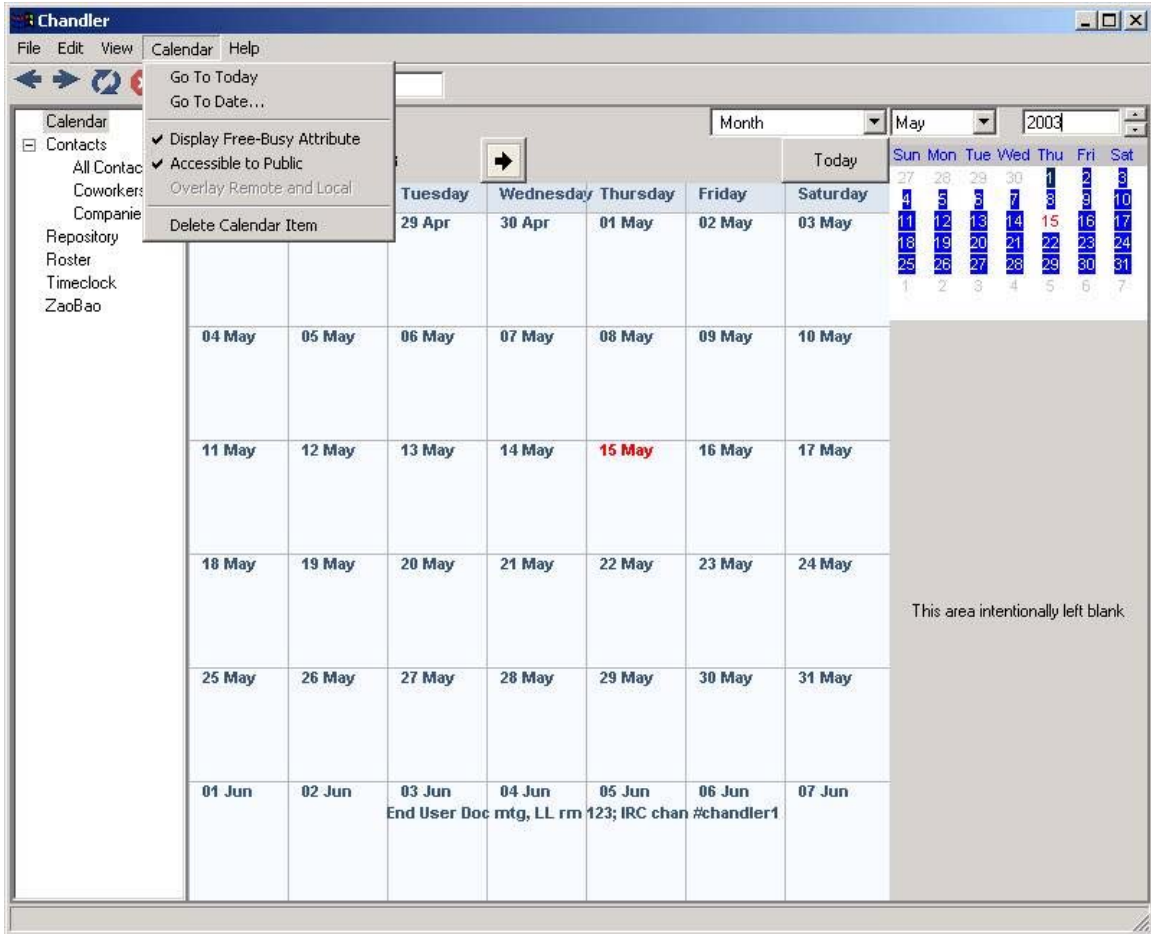 Chandler
File Edit View Calendar Help
Go To Today
Go To Date...
Display Free-Busy Attribute
Accessible to Public
Overlay Remote and Local
Delete Calendar Item
Calendar
Contacts
All Contac
Coworkers
Companie
Repository
Roster
Timeclock
ZaoBao
Month
Today
Tuesday Wednesday Thursday Friday Saturday
29 Apr 30 Apr 01 May 02 May 03 May
04 May 05 May 06 May 07 May 08 May 09 May 10 May
11 May 12 May 13 May 14 May 15 May 16 May 17 May
18 May 19 May 20 May 21 May 22 May 23 May 24 May
25 May 26 May 27 May 28 May 29 May 30 May 31 May
01 Jun 02 Jun 03 Jun 04 Jun 05 Jun 06 Jun 07 Jun
End User Doc mtg, LL rm 123; IRC chan #chandler1
May 2003
Sun Mon Tue Wed Thu Fri Sat
27 28 29 30 1 2 3
4 5 6 7 8 9 10
11 12 13 14 15 16 17
18 19 20 21 22 23 24
25 26 27 28 29 30 31
1 2 3 4 5 6 7
This area intentionally left blank